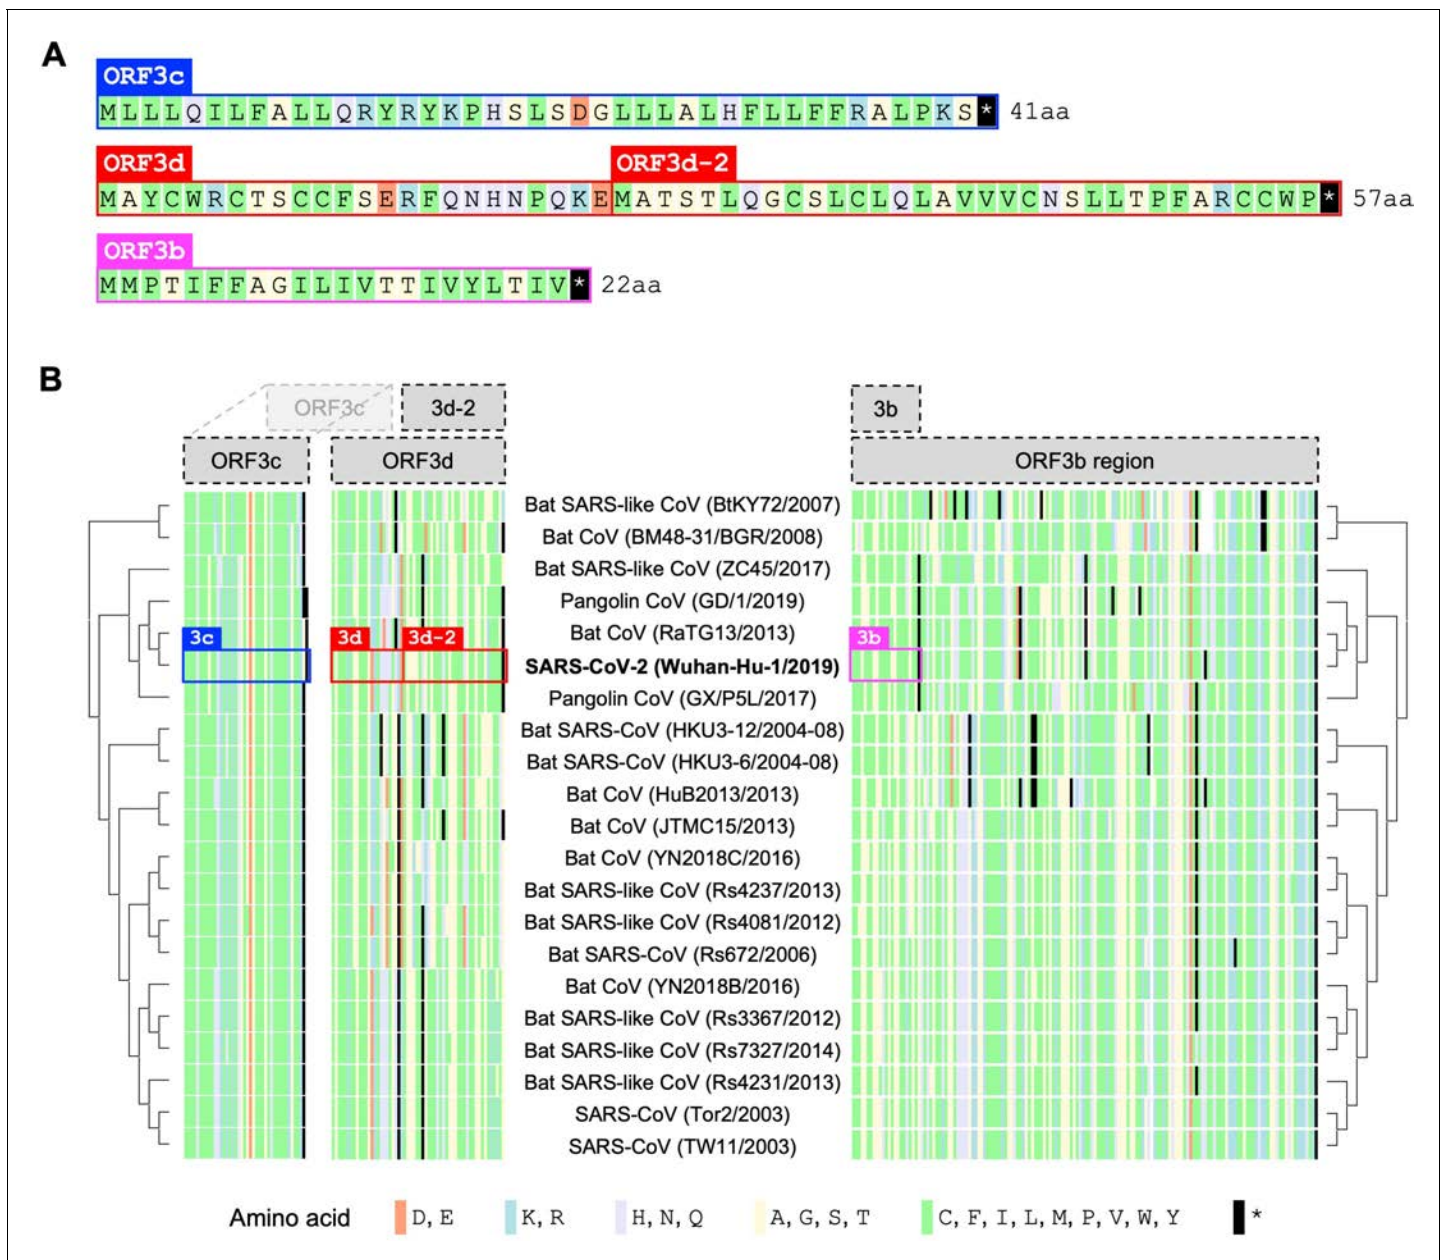 A
ORF3c
MLLLQILFALLQRYRYKPHSLSDGLLLALHFLLFFRALPKS* 41aa
ORF3d ORF3d-2
MAYCWRCTSCCFSERFQNHNPQKEMATSTLQGCSLCLQLAVVVCNSLLTPFARCCWP* 57aa
ORF3b
MMPTIFFAGILIVTTIVYLTIV* 22aa
B
ORF3c 3d-2 3b
ORF3c ORF3d ORF3b region
Bat SARS-like CoV (BtKY72/2007)
Bat CoV (BM48-31/BGR/2008)
Bat SARS-like CoV (ZC45/2017)
Pangolin CoV (GD/1/2019)
Bat CoV (RaTG13/2013)
3c 3d 3d-2 3b
SARS-CoV-2 (Wuhan-Hu-1/2019)
Pangolin CoV (GX/P5L/2017)
Bat SARS-CoV (HKU3-12/2004-08)
Bat SARS-CoV (HKU3-6/2004-08)
Bat CoV (HuB2013/2013)
Bat CoV (JTMC15/2013)
Bat CoV (YN2018C/2016)
Bat SARS-like CoV (Rs4237/2013)
Bat SARS-like CoV (Rs4081/2012)
Bat SARS-CoV (Rs672/2006)
Bat CoV (YN2018B/2016)
Bat SARS-like CoV (Rs3367/2012)
Bat SARS-like CoV (Rs7327/2014)
Bat SARS-like CoV (Rs4231/2013)
SARS-CoV (Tor2/2003)
SARS-CoV (TW11/2003)
Amino acid D, E K, R H, N, Q A, G, S, T C, F, I, L, M, P, V, W, Y *